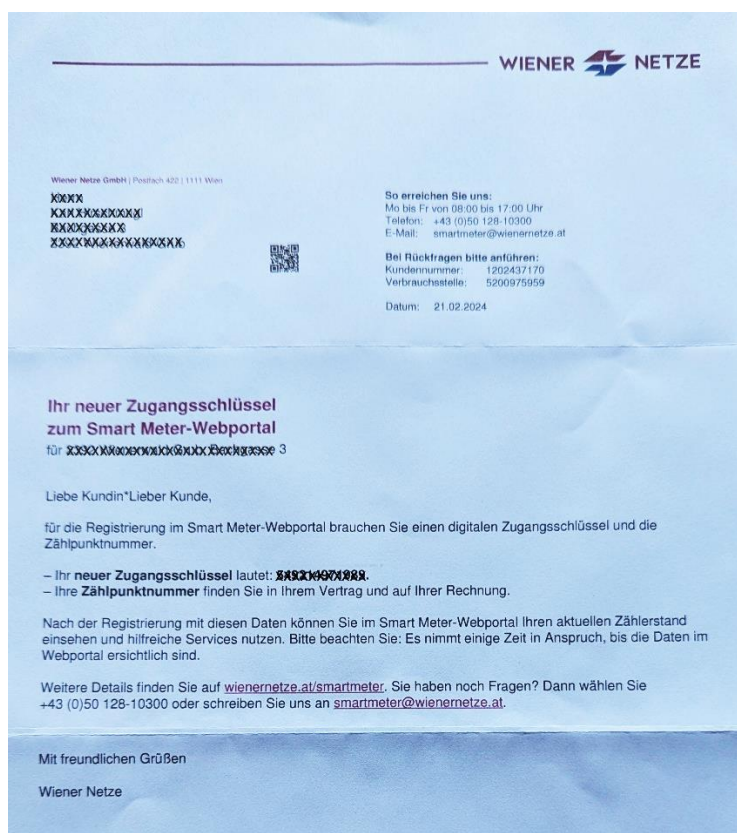 WIENER NETZE
Wiener Netze GmbH | Postfach 420 | 1111 Wien
So erreichen Sie uns:
Mo bis Fr von 08:00 bis 17:00 Uhr
Telefon: +43 (0)50 128-10300
E-Mail: smartmeter@wienernetze.at
Bei Rückfragen bitte anführen:
Kundennummer: 1202437170
Verbrauchsstelle: 5200975959
Datum: 21.02.2024
Ihr neuer Zugangsschlüssel
zum Smart Meter-Webportal
für 3
Liebe Kundin*Lieber Kunde,
für die Registrierung im Smart Meter-Webportal brauchen Sie einen digitalen Zugangsschlüssel und die
Zählpunktnummer.
– Ihr neuer Zugangsschlüssel lautet:
– Ihre Zählpunktnummer finden Sie in Ihrem Vertrag und auf Ihrer Rechnung.
Nach der Registrierung mit diesen Daten können Sie im Smart Meter-Webportal Ihren aktuellen Zählerstand
einsehen und hilfreiche Services nutzen. Bitte beachten Sie: Es nimmt einige Zeit in Anspruch, bis die Daten im
Webportal ersichtlich sind.
Weitere Details finden Sie auf wienernetze.at/smartmeter. Sie haben noch Fragen? Dann wählen Sie
+43 (0)50 128-10300 oder schreiben Sie uns an smartmeter@wienernetze.at.
Mit freundlichen Grüßen
Wiener Netze